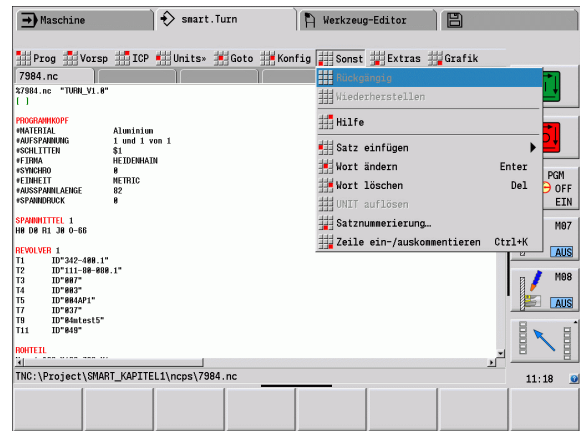 Maschine
smart.Turn
Werkzeug-Editor
Prog Vorsp ICP Units» Goto Konfig Sonst Extras Grafik
7984.nc
%7984.nc "TURN_V1.0"
[ ]
PROGRAMMKOPF
#MATERIAL Aluminium
#AUFSPANNUNG 1 und 1 von 1
#SCHLITTEN $1
#FIRMA HEIDENHAIN
#SYNCHRO 0
#EINHEIT METRIC
#AUSSPANNLAENGE 82
#SPANNDRUCK 0
SPANNMITTEL 1
H0 D0 R1 J0 O-66
REVOLVER 1
T1 ID"342-400.1"
T2 ID"111-80-080.1"
T3 ID"007"
T4 ID"003"
T5 ID"004AP1"
T7 ID"037"
T9 ID"04mtest5"
T11 ID"049"
ROHTEIL
Rückgängig
Wiederherstellen
Hilfe
Satz einfügen
Wort ändern Enter
Wort löschen Del
UNIT auflösen
Satznummerierung…
Zeile ein-/auskommentieren Ctrl+K
PGM
OFF
EIN
M07
AUS
M08
AUS
TNC:\Project\SMART_KAPITEL1\ncps\7984.nc
11:18